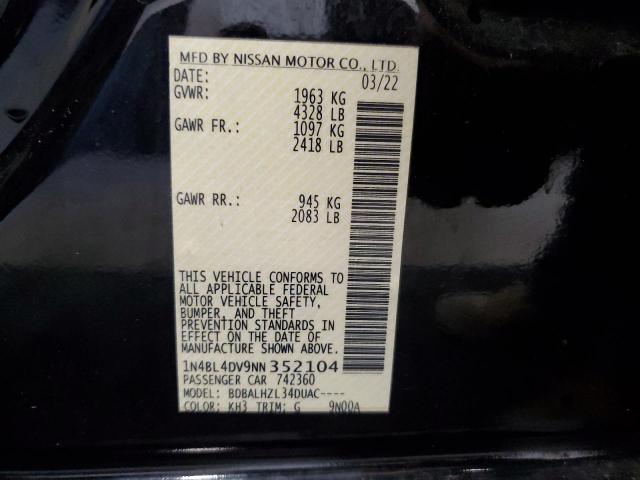 MFD BY NISSAN MOTOR CO., LTD.
DATE: 03/22
GVWR: 1963 KG
4328 LB
GAWR FR.: 1097 KG
2418 LB
GAWR RR.: 945 KG
2083 LB
THIS VEHICLE CONFORMS TO
ALL APPLICABLE FEDERAL
MOTOR VEHICLE SAFETY,
BUMPER, AND THEFT
PREVENTION STANDARDS IN
EFFECT ON THE DATE OF
MANUFACTURE SHOWN ABOVE.
1N4BL4DV9NN352104
PASSENGER CAR 742360
MODEL: BDBALHZL34DUAC----
COLOR: KH3 TRIM: G 9N00A